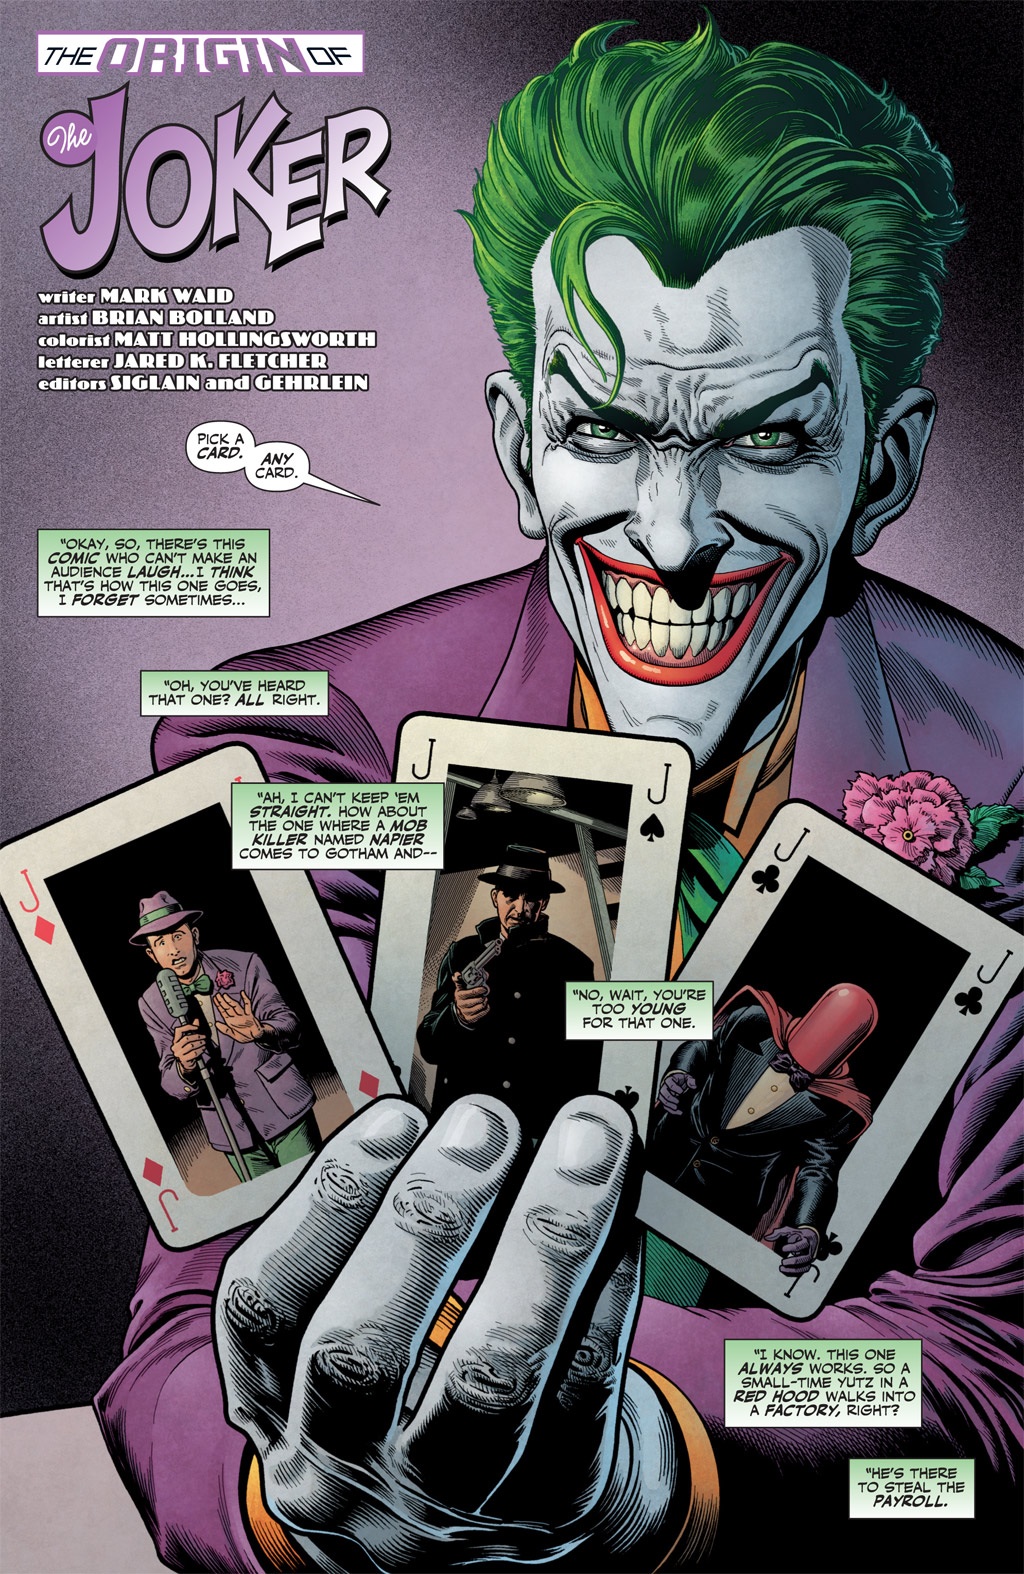 THE ORIGIN OF
The JOKER
writer MARK WAID
artist BRIAN BOLLAND
colorist MATT HOLLINGSWORTH
letterer JARED K. FLETCHER
editors SIGLAIN and GEHRLEIN
PICK A
CARD.
ANY
CARD.
"OKAY, SO, THERE'S THIS
COMIC WHO CAN'T MAKE AN
AUDIENCE LAUGH...I THINK
THAT'S HOW THIS ONE GOES,
I FORGET SOMETIMES...
"OH, YOU'VE HEARD
THAT ONE? ALL RIGHT.
"AH, I CAN'T KEEP 'EM
STRAIGHT. HOW ABOUT
THE ONE WHERE A MOB
KILLER NAMED NAPIER
COMES TO GOTHAM AND--
J
J
J
J
J
J
J
"NO, WAIT, YOU'RE
TOO YOUNG
FOR THAT ONE.
"I KNOW. THIS ONE
ALWAYS WORKS. SO A
SMALL-TIME YUTZ IN A
RED HOOD WALKS INTO
A FACTORY, RIGHT?
"HE'S THERE
TO STEAL THE
PAYROLL.